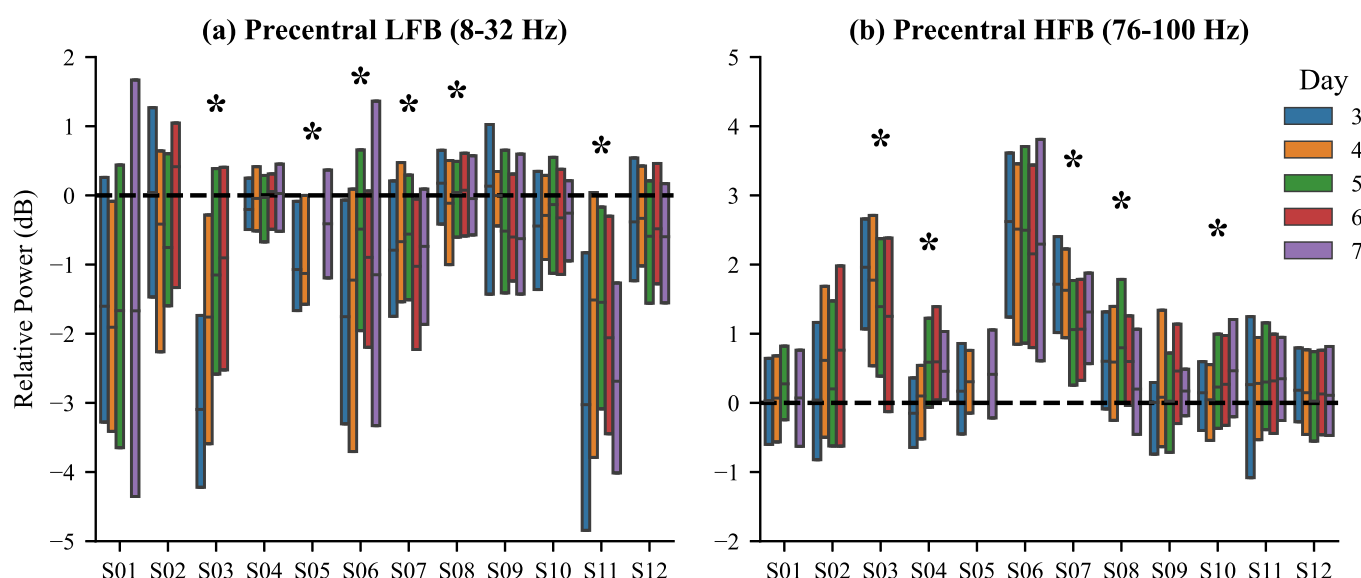 (a) Precentral LFB (8-32 Hz)
2
1
0
−1
−2
−3
−4
−5
Relative Power (dB)
* * * * * *
S01 S02 S03 S04 S05 S06 S07 S08 S09 S10 S11 S12
(b) Precentral HFB (76-100 Hz)
5
4
3
2
1
0
−1
−2
* * * * *
S01 S02 S03 S04 S05 S06 S07 S08 S09 S10 S11 S12
Day
3
4
5
6
7